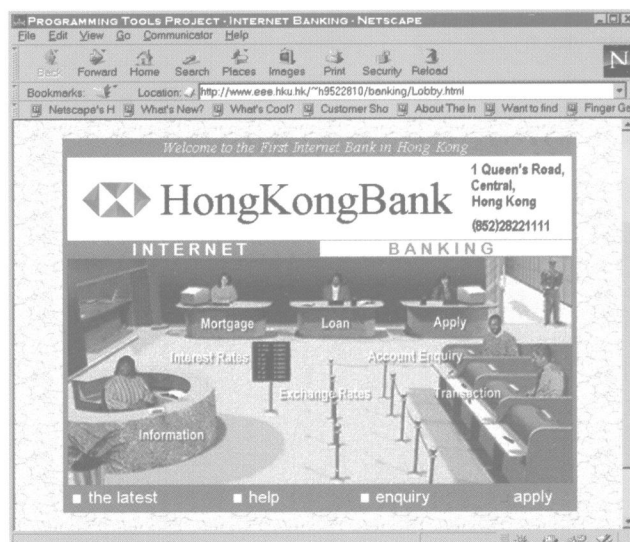 PROGRAMMING TOOLS PROJECT - INTERNET BANKING - NETSCAPE
File Edit View Go Communicator Help
Back Forward Home Search Places Images Print Security Reload
N
Bookmarks: Location: http://www.eee.hku.hk/~h9522810/banking/Lobby.html
Netscape's H What's New? What's Cool? Customer Sho About The In Want to find Finger Ge
Welcome to the First Internet Bank in Hong Kong
HongKongBank
1 Queen's Road,
Central,
Hong Kong
(852)28221111
INTERNET BANKING
Mortgage Loan Apply
Interest Rates Account Enquiry
Exchange Rates Transaction
Information
the latest help enquiry apply